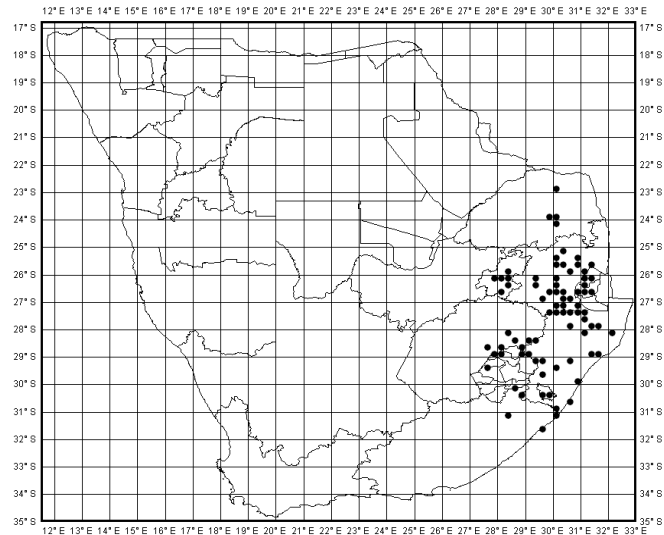 12° E 13° E 14° E 15° E 16° E 17° E 18° E 19° E 20° E 21° E 22° E 23° E 24° E 25° E 26° E 27° E 28° E 29° E 30° E 31° E 32° E 33° E
17° S 17° S
18° S 18° S
19° S 19° S
20° S 20° S
21° S 21° S
22° S 22° S
23° S 23° S
24° S 24° S
25° S 25° S
26° S 26° S
27° S 27° S
28° S 28° S
29° S 29° S
30° S 30° S
31° S 31° S
32° S 32° S
33° S 33° S
34° S 34° S
35° S 35° S
12° E 13° E 14° E 15° E 16° E 17° E 18° E 19° E 20° E 21° E 22° E 23° E 24° E 25° E 26° E 27° E 28° E 29° E 30° E 31° E 32° E 33° E